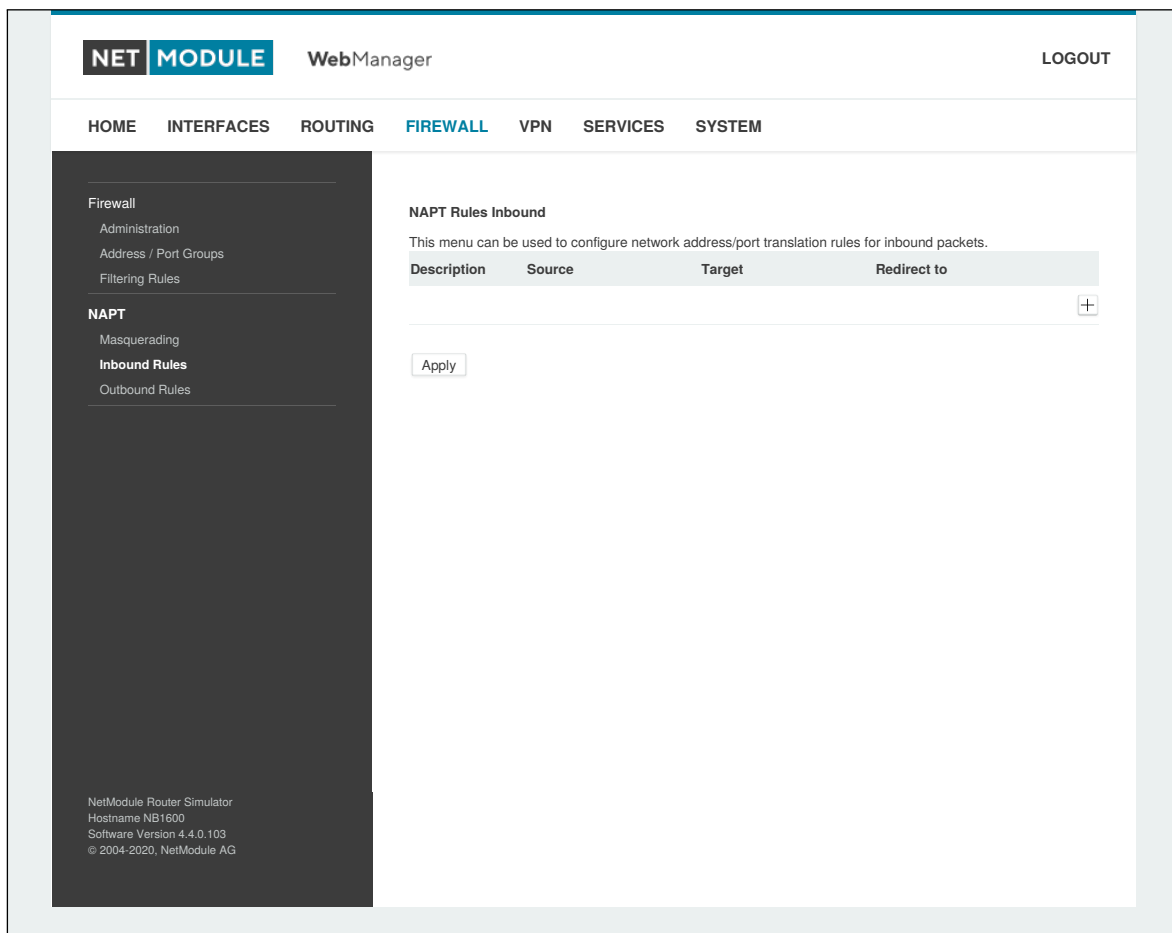 NET MODULE WebManager LOGOUT
HOME INTERFACES ROUTING FIREWALL VPN SERVICES SYSTEM
Firewall
Administration
Address / Port Groups
Filtering Rules
NAPT
Masquerading
Inbound Rules
Outbound Rules
NAPT Rules Inbound
This menu can be used to configure network address/port translation rules for inbound packets.
Description Source Target Redirect to
Apply
NetModule Router Simulator
Hostname NB1600
Software Version 4.4.0.103
© 2004-2020, NetModule AG